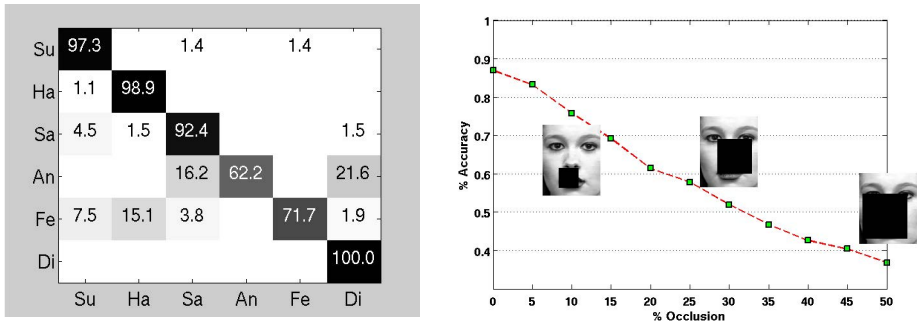 Su 97.3 1.4 1.4
Ha 1.1 98.9
Sa 4.5 1.5 92.4 1.5
An 16.2 62.2 21.6
Fe 7.5 15.1 3.8 71.7 1.9
Di 100.0
Su Ha Sa An Fe Di
% Accuracy
1
0.9
0.8
0.7
0.6
0.5
0.4
0 5 10 15 20 25 30 35 40 45 50
% Occlusion